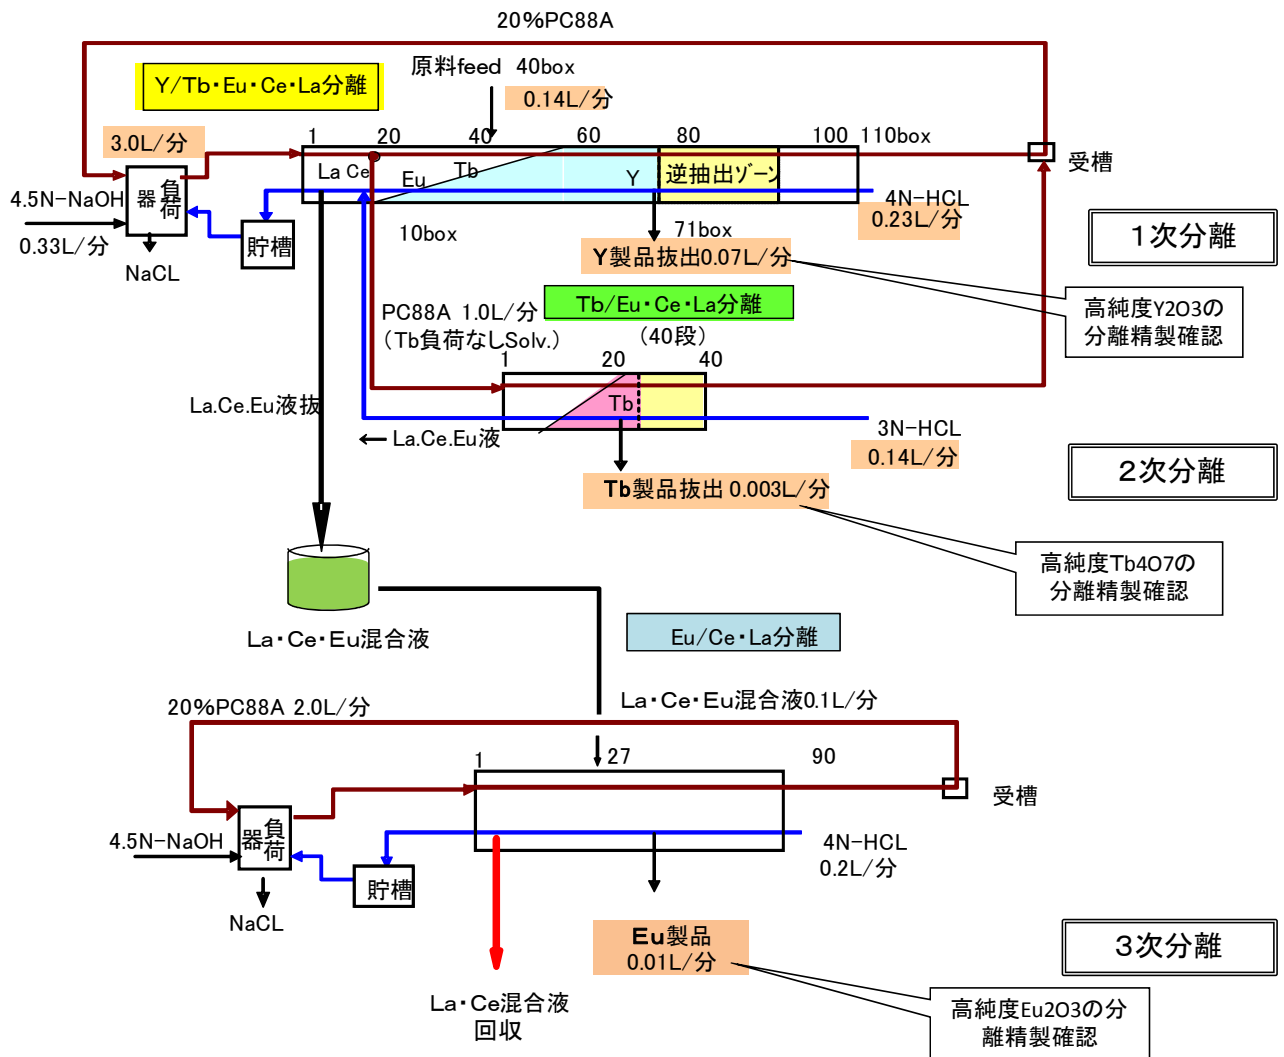 20%PC88A
原料feed 40box
0.14L/分
Y/Tb・Eu・Ce・La分離
3.0L/分
1 20 40 60 80 100 110box
受槽
La Ce Eu Tb Y 逆抽出ゾーン
負荷器
4.5N-NaOH
0.33L/分
貯槽
NaCL
4N-HCL
0.23L/分
10box
71box
Y製品抜出0.07L/分
1次分離
高純度Y2O3の
分離精製確認
PC88A 1.0L/分
(Tb負荷なしSolv.)
Tb/Eu・Ce・La分離
(40段)
1 20 40
Tb
La.Ce.Eu液抜
← La.Ce.Eu液
3N-HCL
0.14L/分
Tb製品抜出 0.003L/分
2次分離
高純度Tb4O7の
分離精製確認
La・Ce・Eu混合液
Eu/Ce・La分離
La・Ce・Eu混合液0.1L/分
20%PC88A 2.0L/分
1 27 90
受槽
負荷器
4.5N-NaOH
貯槽
NaCL
4N-HCL
0.2L/分
Eu製品
0.01L/分
3次分離
La・Ce混合液
回収
高純度Eu2O3の分
離精製確認